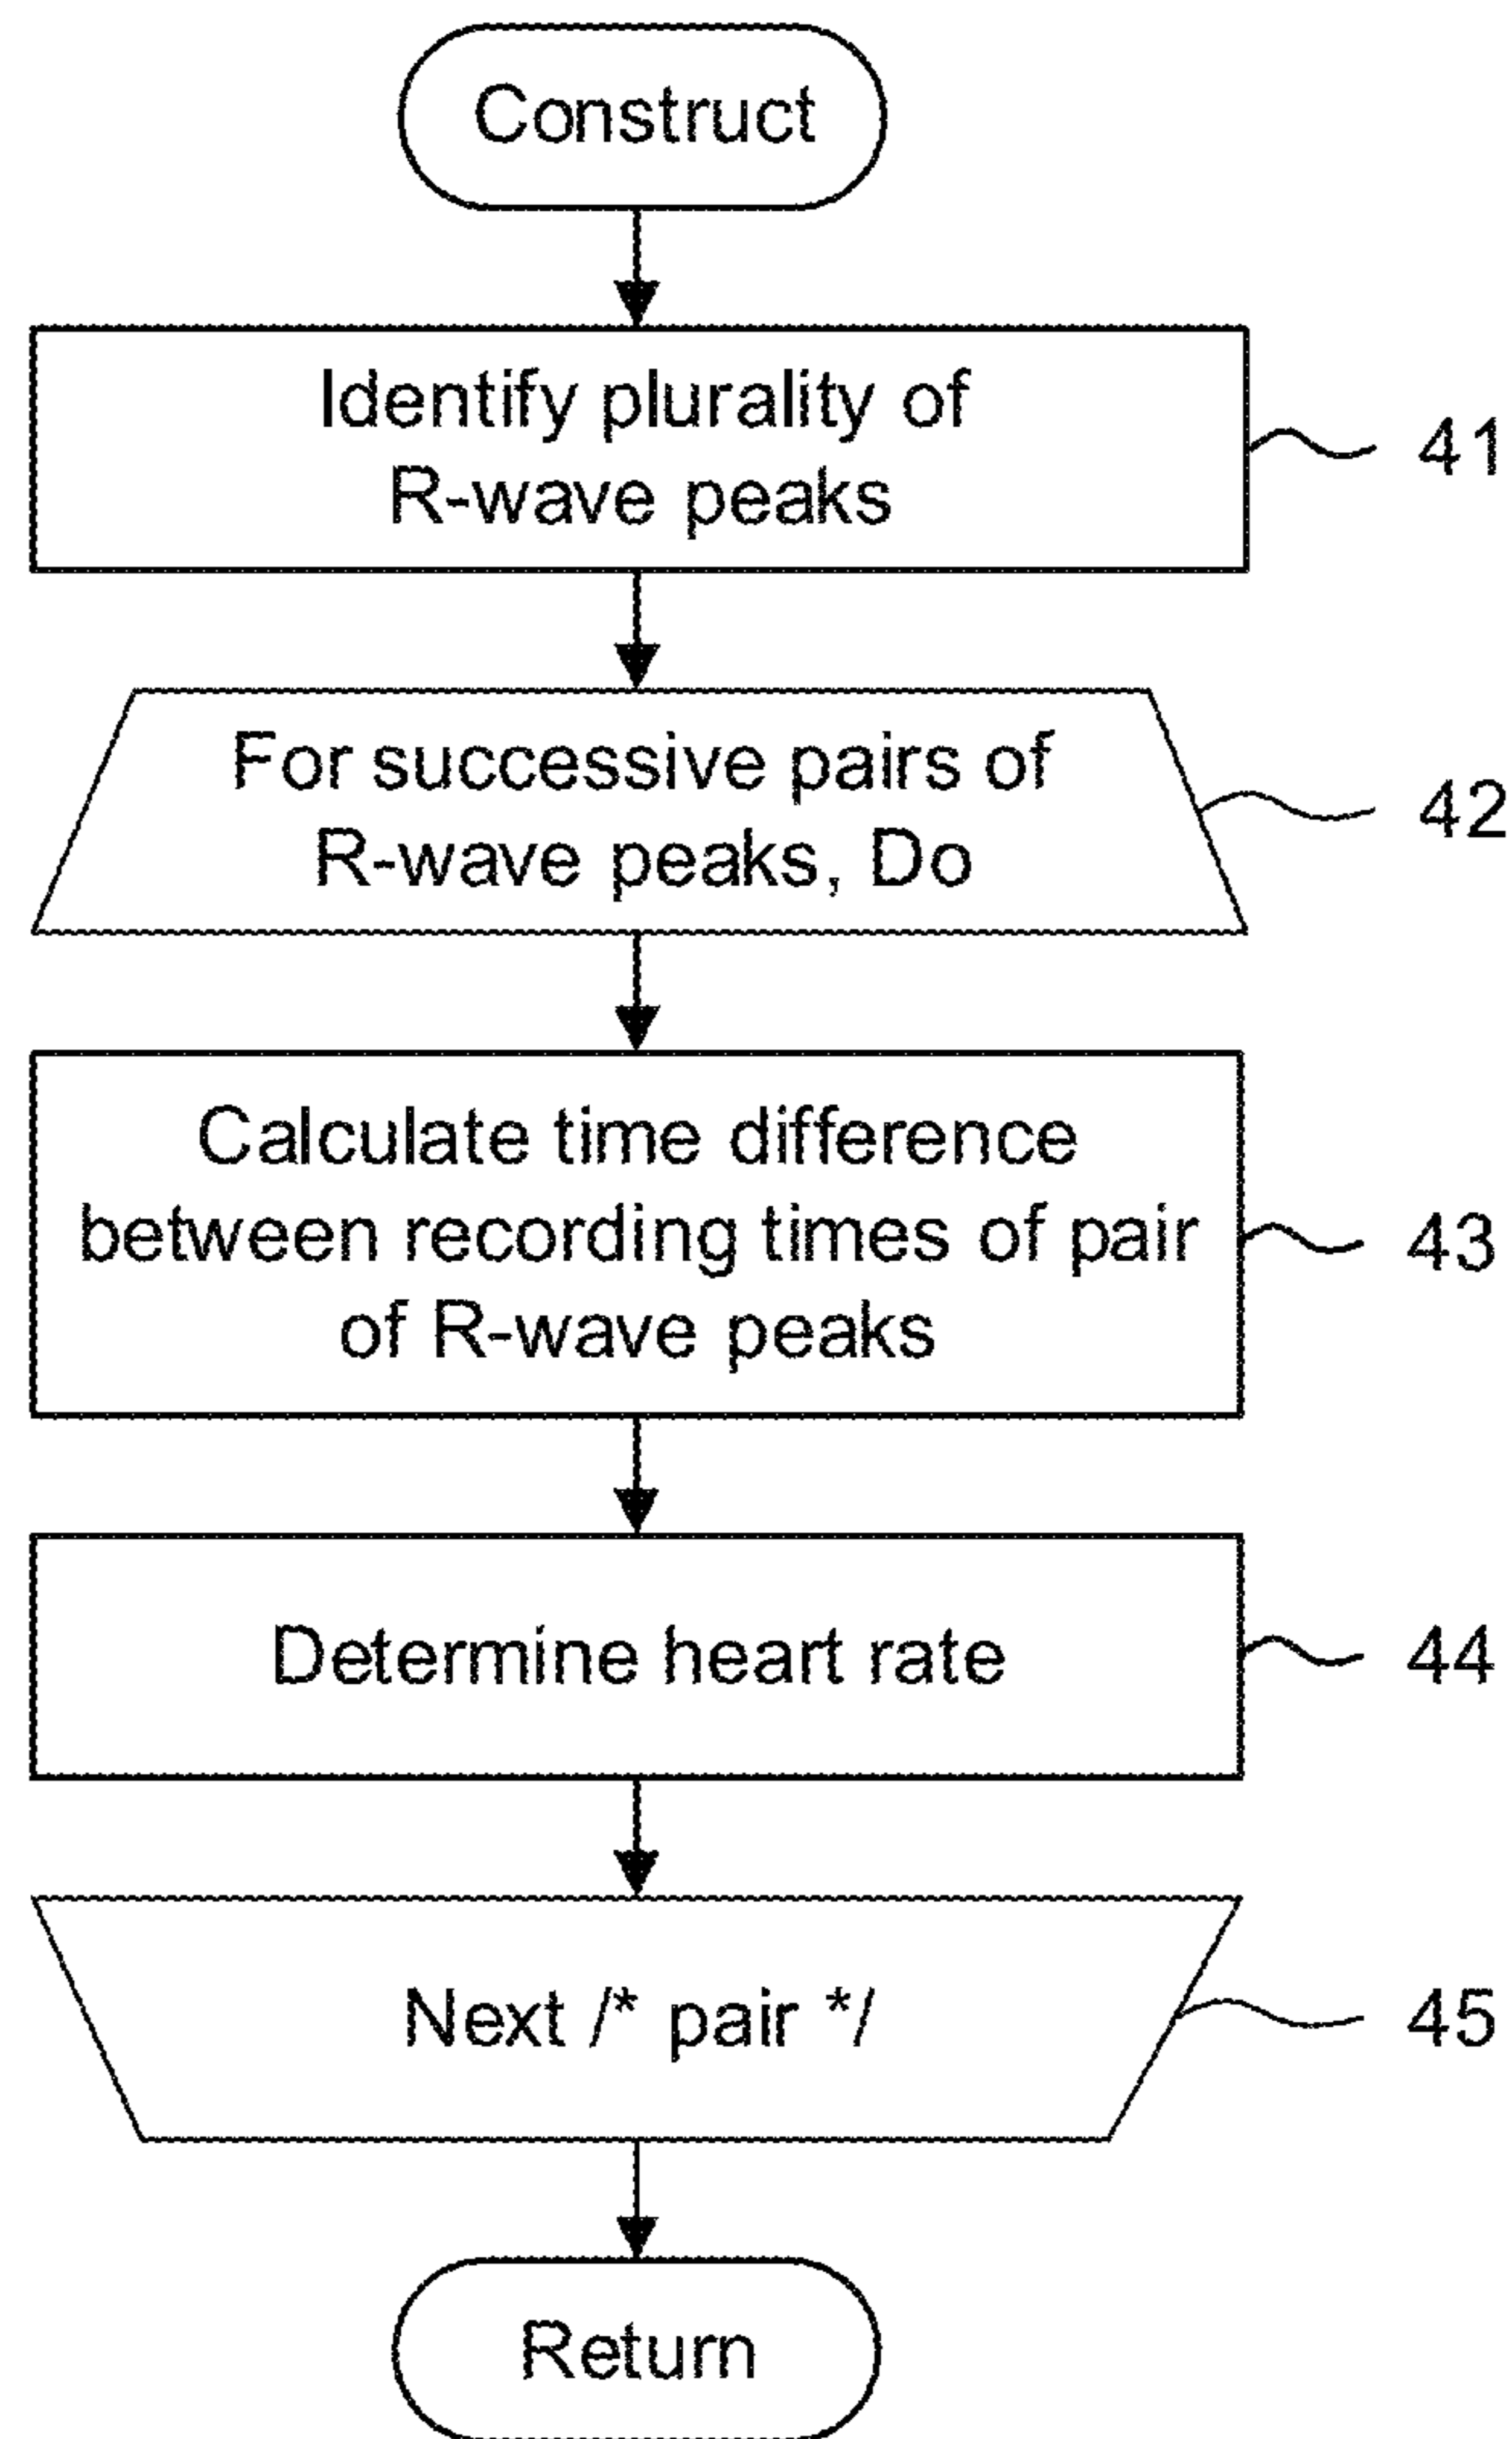 Construct
Identify plurality of
R-wave peaks
41
For successive pairs of
R-wave peaks, Do
42
Calculate time difference
between recording times of pair
of R-wave peaks
43
Determine heart rate
44
Next /* pair */
45
Return